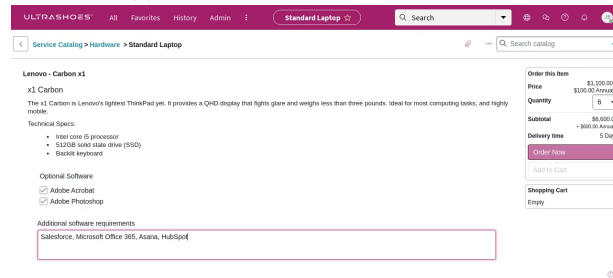 ULTRASHOES® All Favorites History Admin Standard Laptop ☆ Search
Service Catalog > Hardware > Standard Laptop Search catalog
Lenovo - Carbon x1
x1 Carbon
The x1 Carbon is Lenovo's lightest ThinkPad yet. It provides a QHD display that fights glare and weighs less than three pounds. Ideal for most computing tasks, and highly
mobile.
Technical Specs:
• Intel core i5 processor
• 512GB solid state drive (SSD)
• Backlit keyboard
Optional Software
Adobe Acrobat
Adobe Photoshop
Additional software requirements
Salesforce, Microsoft Office 365, Asana, HubSpot
Order this Item
Price $1,100.00
$100.00 Annual
Quantity 6
Subtotal $6,600.0
+ $600.00 Annua
Delivery time 5 Day
Order Now
Add to Cart
Shopping Cart
Empty